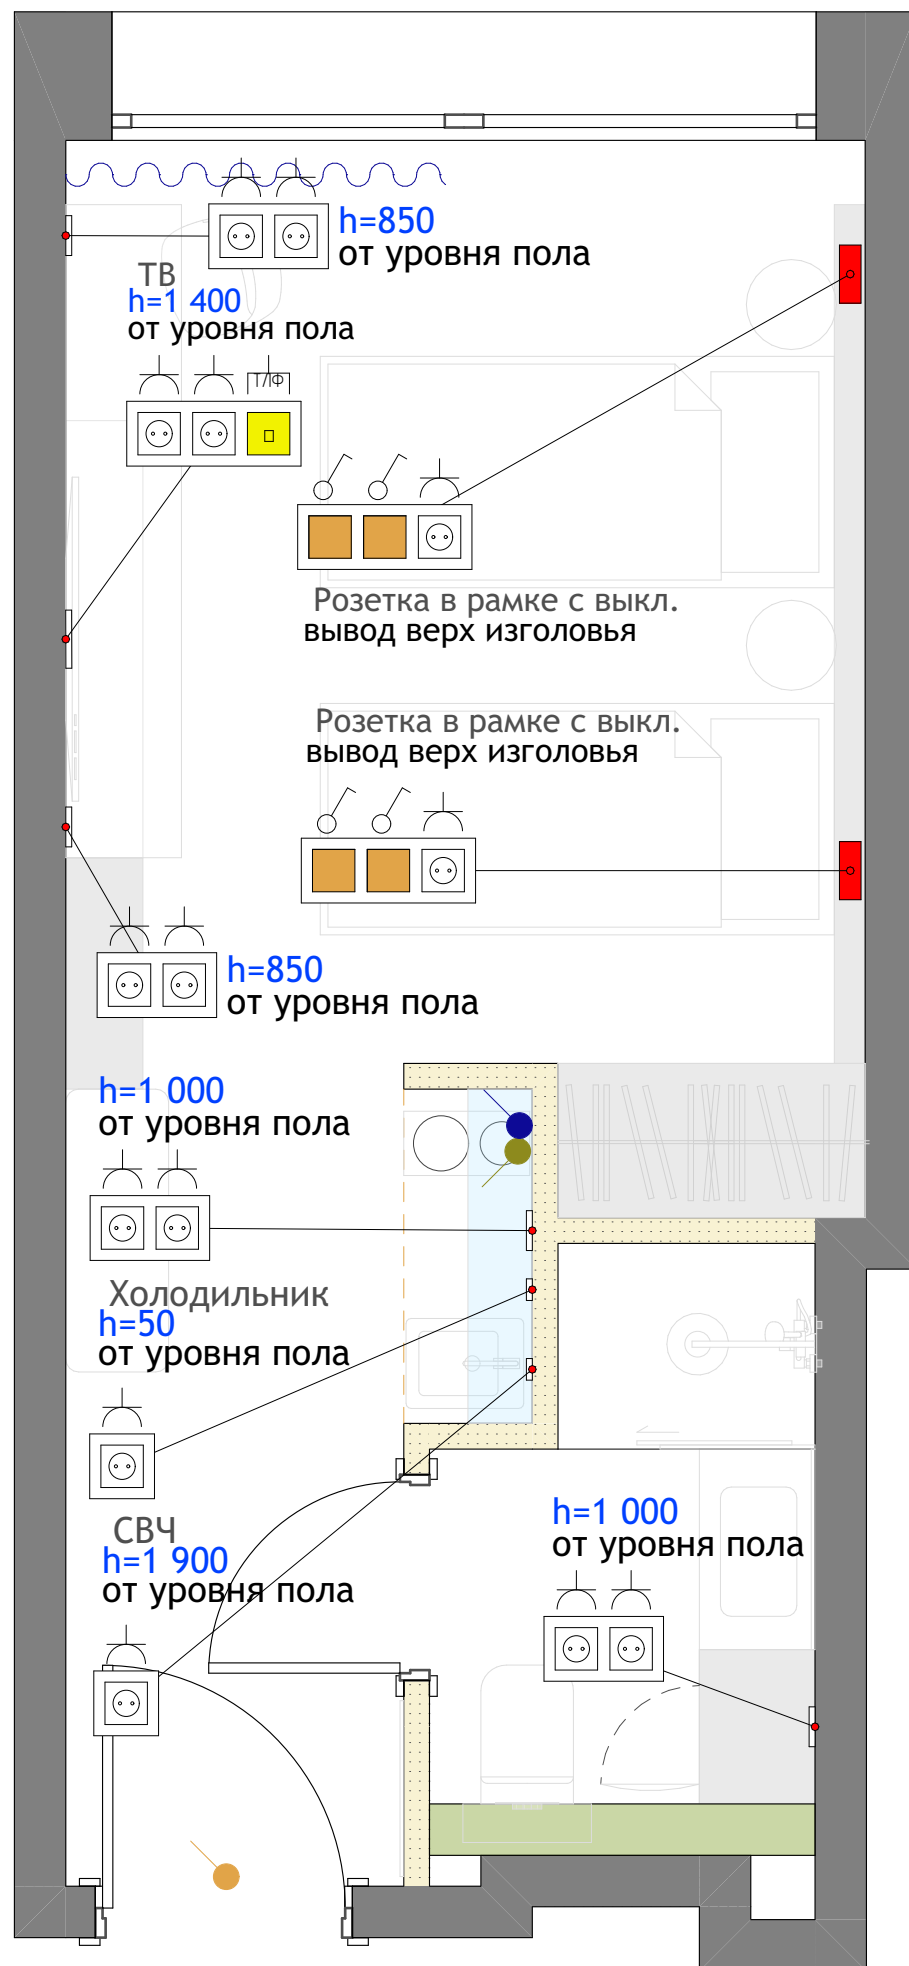 h=850
от уровня пола
ТВ
h=1 400
от уровня пола
Т/Ф
Розетка в рамке с выкл.
вывод верх изголовья
Розетка в рамке с выкл.
вывод верх изголовья
h=850
от уровня пола
h=1 000
от уровня пола
Холодильник
h=50
от уровня пола
СВЧ
h=1 900
от уровня пола
h=1 000
от уровня пола